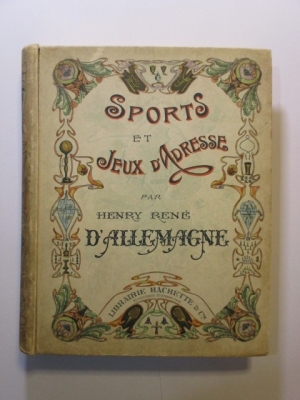 SPORTS
ET
JEUX D'ADRESSE
PAR
HENRY RENÉ
D'ALLEMAGNE
LIBRAIRIE HACHETTE & Cie